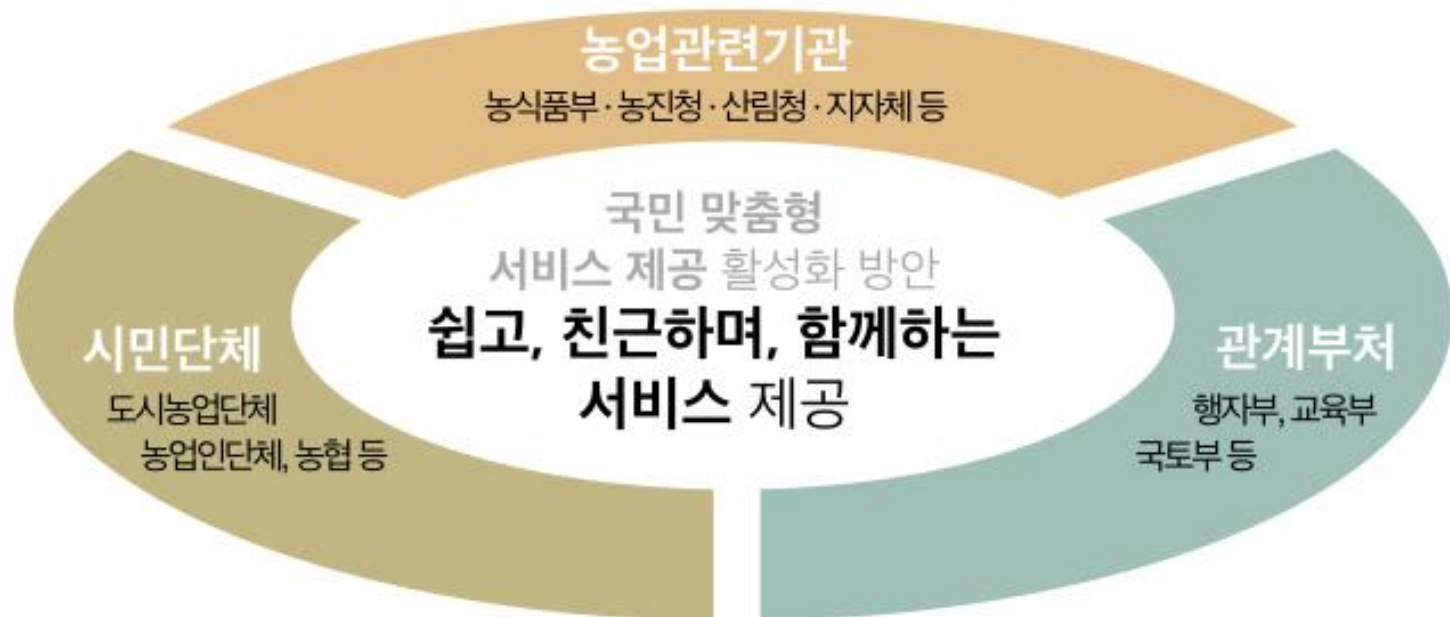 농업관련기관
농식품부 · 농진청 · 산림청 · 지자체 등
국민 맞춤형
서비스 제공 활성화 방안
쉽고, 친근하며, 함께하는
서비스 제공
시민단체
도시농업단체
농업인단체, 농협 등
관계부처
행자부, 교육부
국토부 등